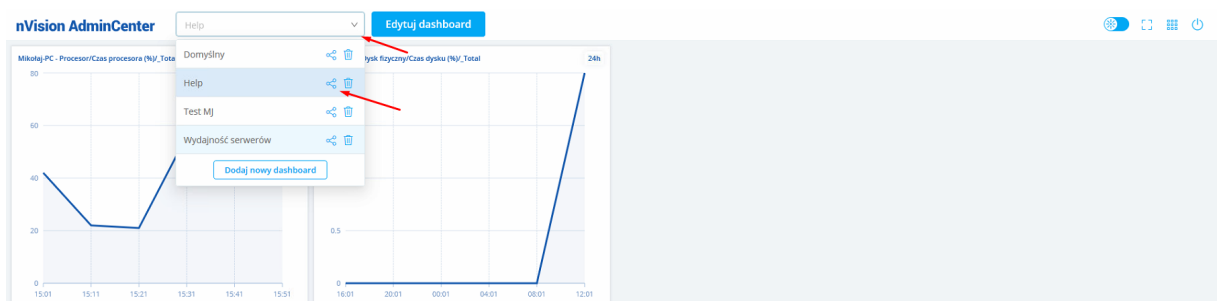 nVision AdminCenter
Help
Edytuj dashboard
Domyślny
Help
Test MJ
Wydajność serwerów
Dodaj nowy dashboard
Mikołaj-PC - Procesor/Czas procesora (%)/_Tota
80
60
40
20
0
15:01 15:11 15:21 15:31 15:41 15:51
fizyczny/Czas dysku (%)/_Total
24h
0.5
0
16:01 20:01 00:01 04:01 08:01 12:01